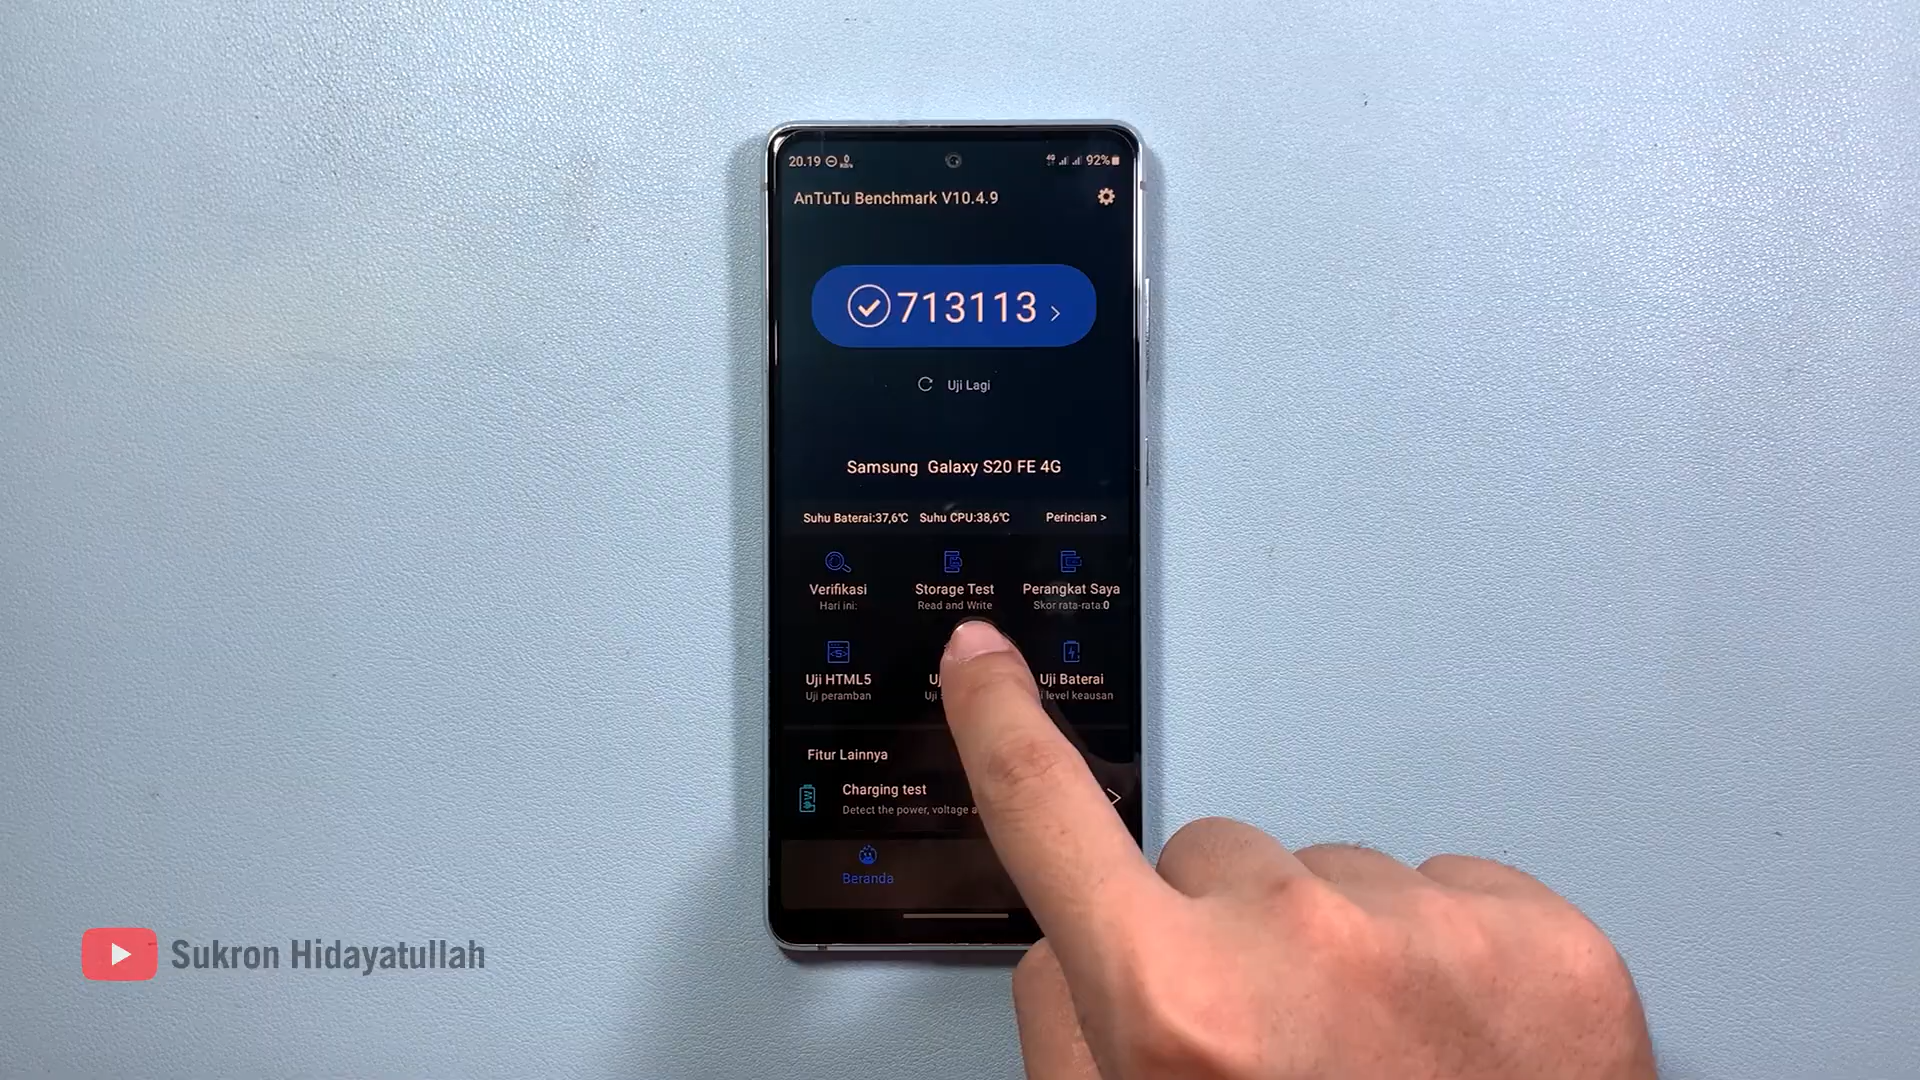 20.19 92%
AnTuTu Benchmark V10.4.9
713113
Uji Lagi
Samsung Galaxy S20 FE 4G
Suhu Baterai:37,6℃ Suhu CPU:38,6℃ Perincian >
Verifikasi Storage Test Perangkat Saya
Hari ini: Read and Write Skor rata-rata:0
Uji HTML5 Uji Baterai
Uji peramban Uji level keausan
Fitur Lainnya
Charging test
Detect the power, voltage
Beranda
Sukron Hidayatullah